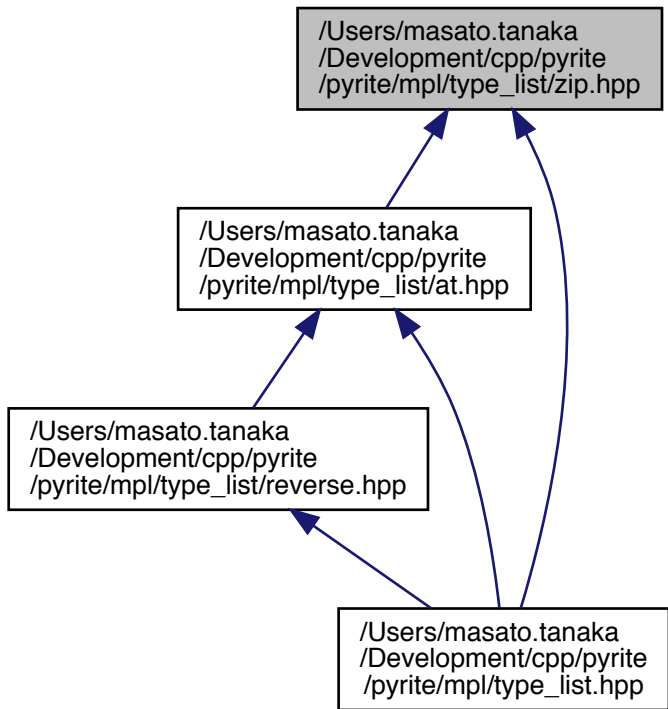 /Users/masato.tanaka
/Development/cpp/pyrite
/pyrite/mpl/type_list/zip.hpp
/Users/masato.tanaka
/Development/cpp/pyrite
/pyrite/mpl/type_list/at.hpp
/Users/masato.tanaka
/Development/cpp/pyrite
/pyrite/mpl/type_list/reverse.hpp
/Users/masato.tanaka
/Development/cpp/pyrite
/pyrite/mpl/type_list.hpp